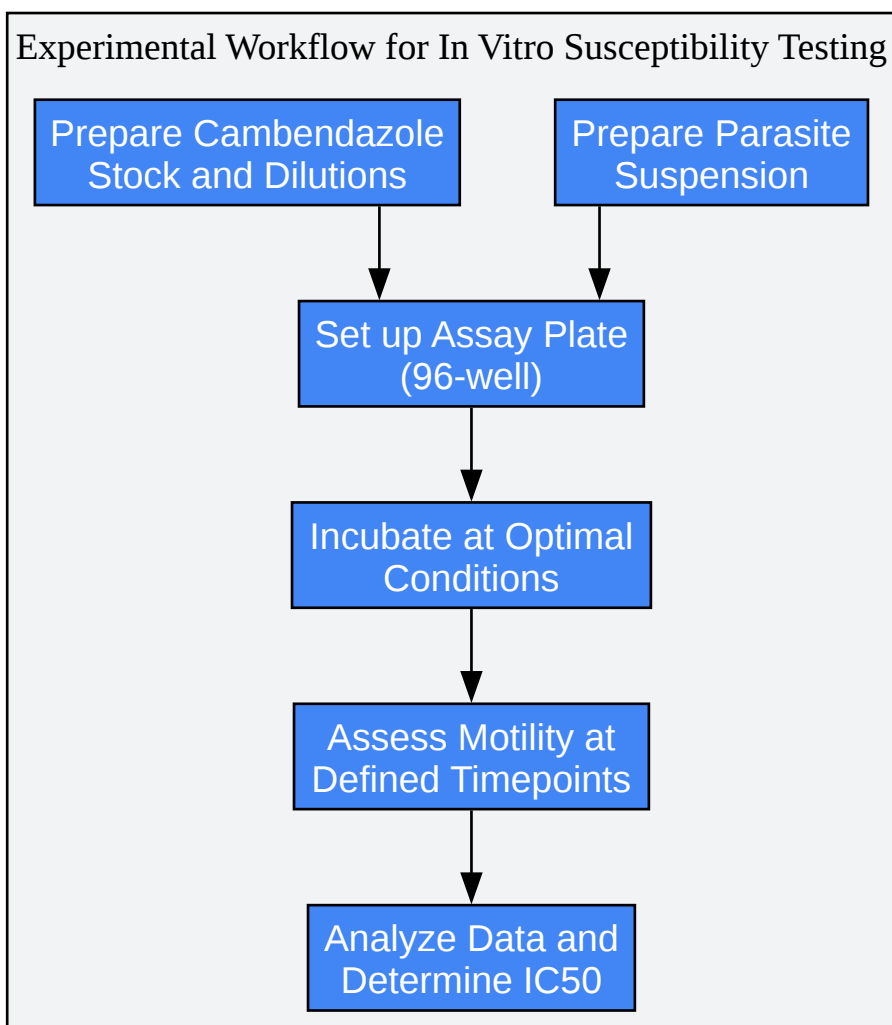 Experimental Workflow for In Vitro Susceptibility Testing
Prepare Cambendazole
Stock and Dilutions
Prepare Parasite
Suspension
Set up Assay Plate
(96-well)
Incubate at Optimal
Conditions
Assess Motility at
Defined Timepoints
Analyze Data and
Determine IC50